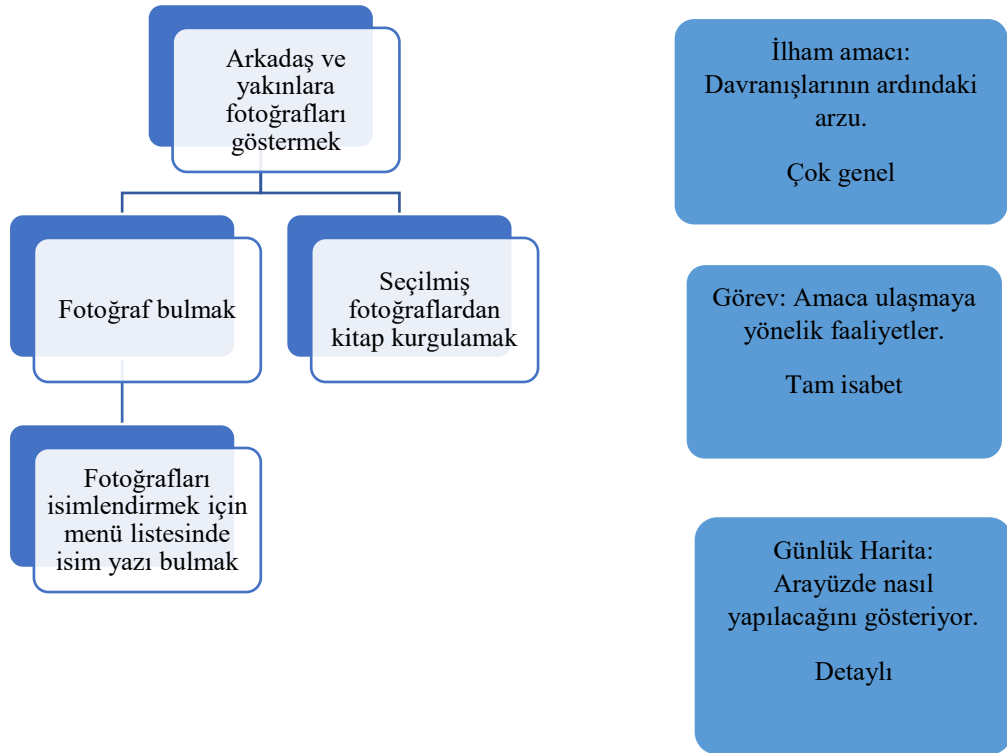 Arkadaş ve
yakınlara
fotoğrafları
göstermek
Fotoğraf bulmak
Seçilmiş
fotoğraflardan
kitap kurgulamak
Fotoğrafları
isimlendirmek için
menü listesinde
isim yazı bulmak
İlham amacı:
Davranışlarının ardındaki
arzu.
Çok genel
Görev: Amaca ulaşmaya
yönelik faaliyetler.
Tam isabet
Günlük Harita:
Arayüzde nasıl
yapılacağını gösteriyor.
Detaylı